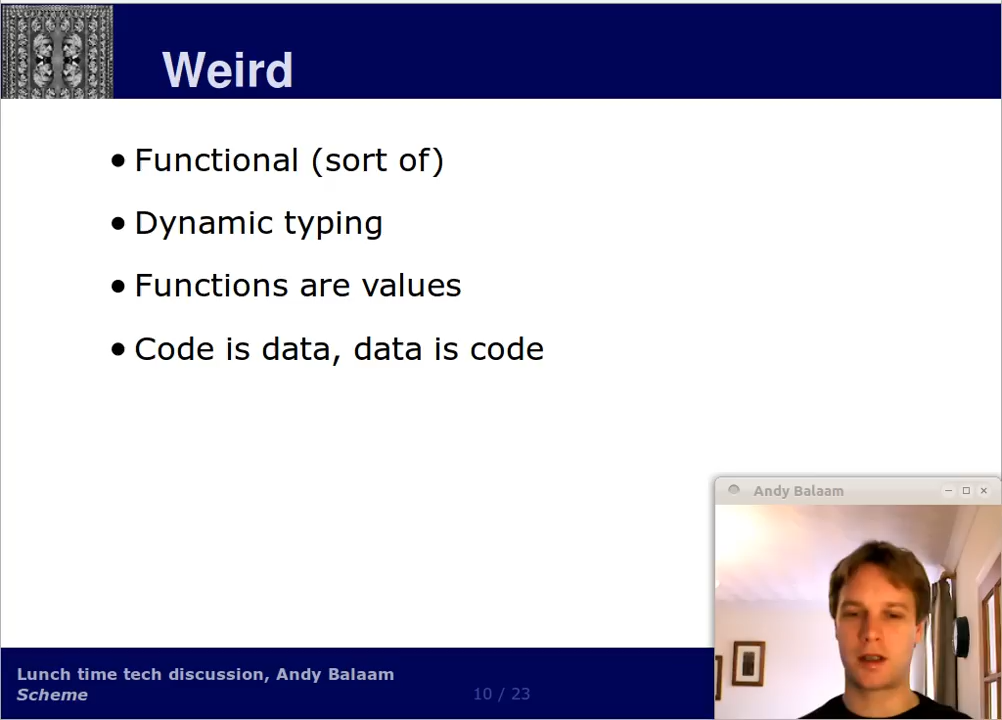 Weird
• Functional (sort of)
• Dynamic typing
• Functions are values
• Code is data, data is code
Andy Balaam
Lunch time tech discussion, Andy Balaam
Scheme
10 / 23